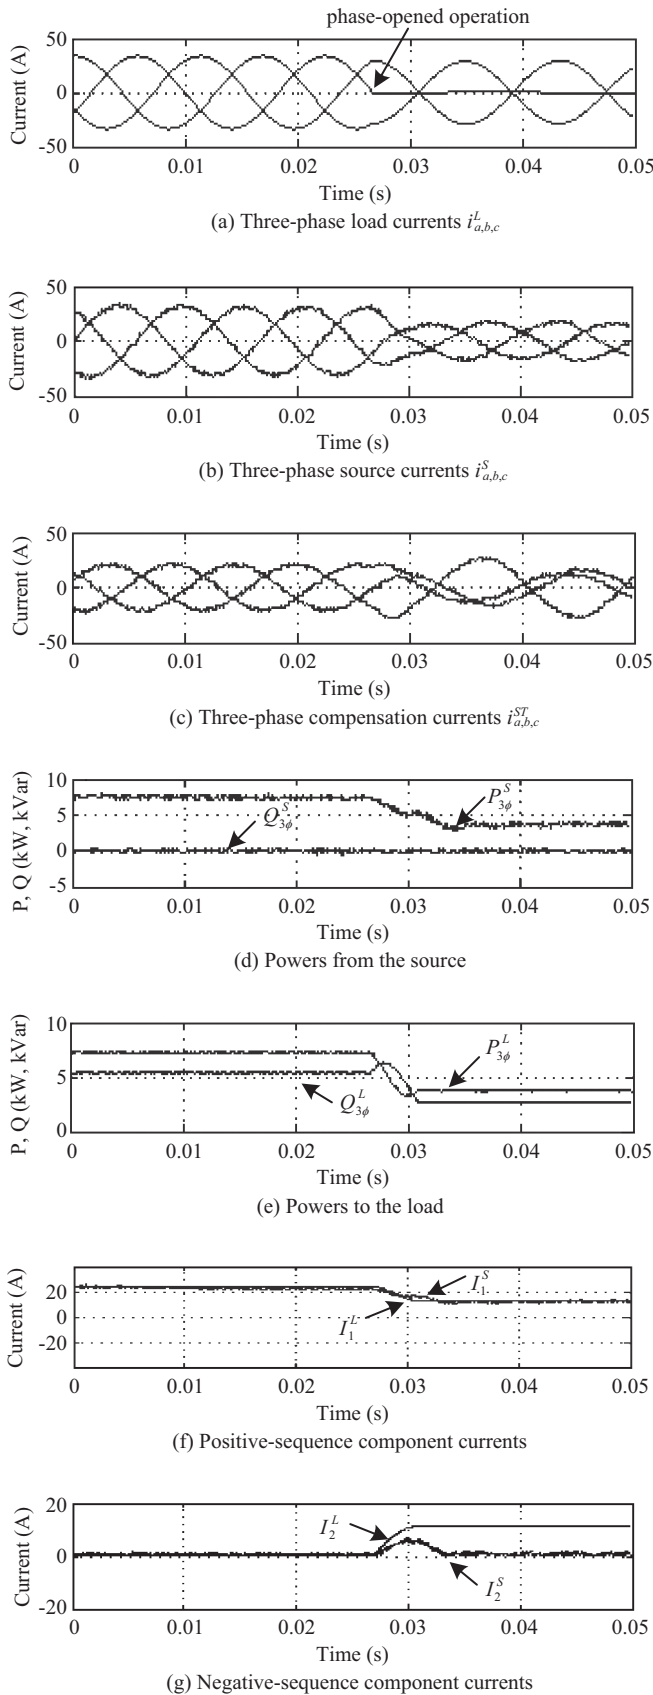 phase-opened operation
50
0
-50
Current (A)
0 0.01 0.02 0.03 0.04 0.05
Time (s)
(a) Three-phase load currents i^L_{a,b,c}
50
0
-50
Current (A)
0 0.01 0.02 0.03 0.04 0.05
Time (s)
(b) Three-phase source currents i^S_{a,b,c}
50
0
-50
Current (A)
0 0.01 0.02 0.03 0.04 0.05
Time (s)
(c) Three-phase compensation currents i^{ST}_{a,b,c}
10
5
0
-5
P, Q (kW, kVar)
Q^S_{3ϕ}
P^S_{3ϕ}
0 0.01 0.02 0.03 0.04 0.05
Time (s)
(d) Powers from the source
10
5
0
P, Q (kW, kVar)
P^L_{3ϕ}
Q^L_{3ϕ}
0 0.01 0.02 0.03 0.04 0.05
Time (s)
(e) Powers to the load
20
0
-20
Current (A)
I^S_1
I^L_1
0 0.01 0.02 0.03 0.04 0.05
Time (s)
(f) Positive-sequence component currents
20
0
-20
Current (A)
I^L_2
I^S_2
0 0.01 0.02 0.03 0.04 0.05
Time (s)
(g) Negative-sequence component currents